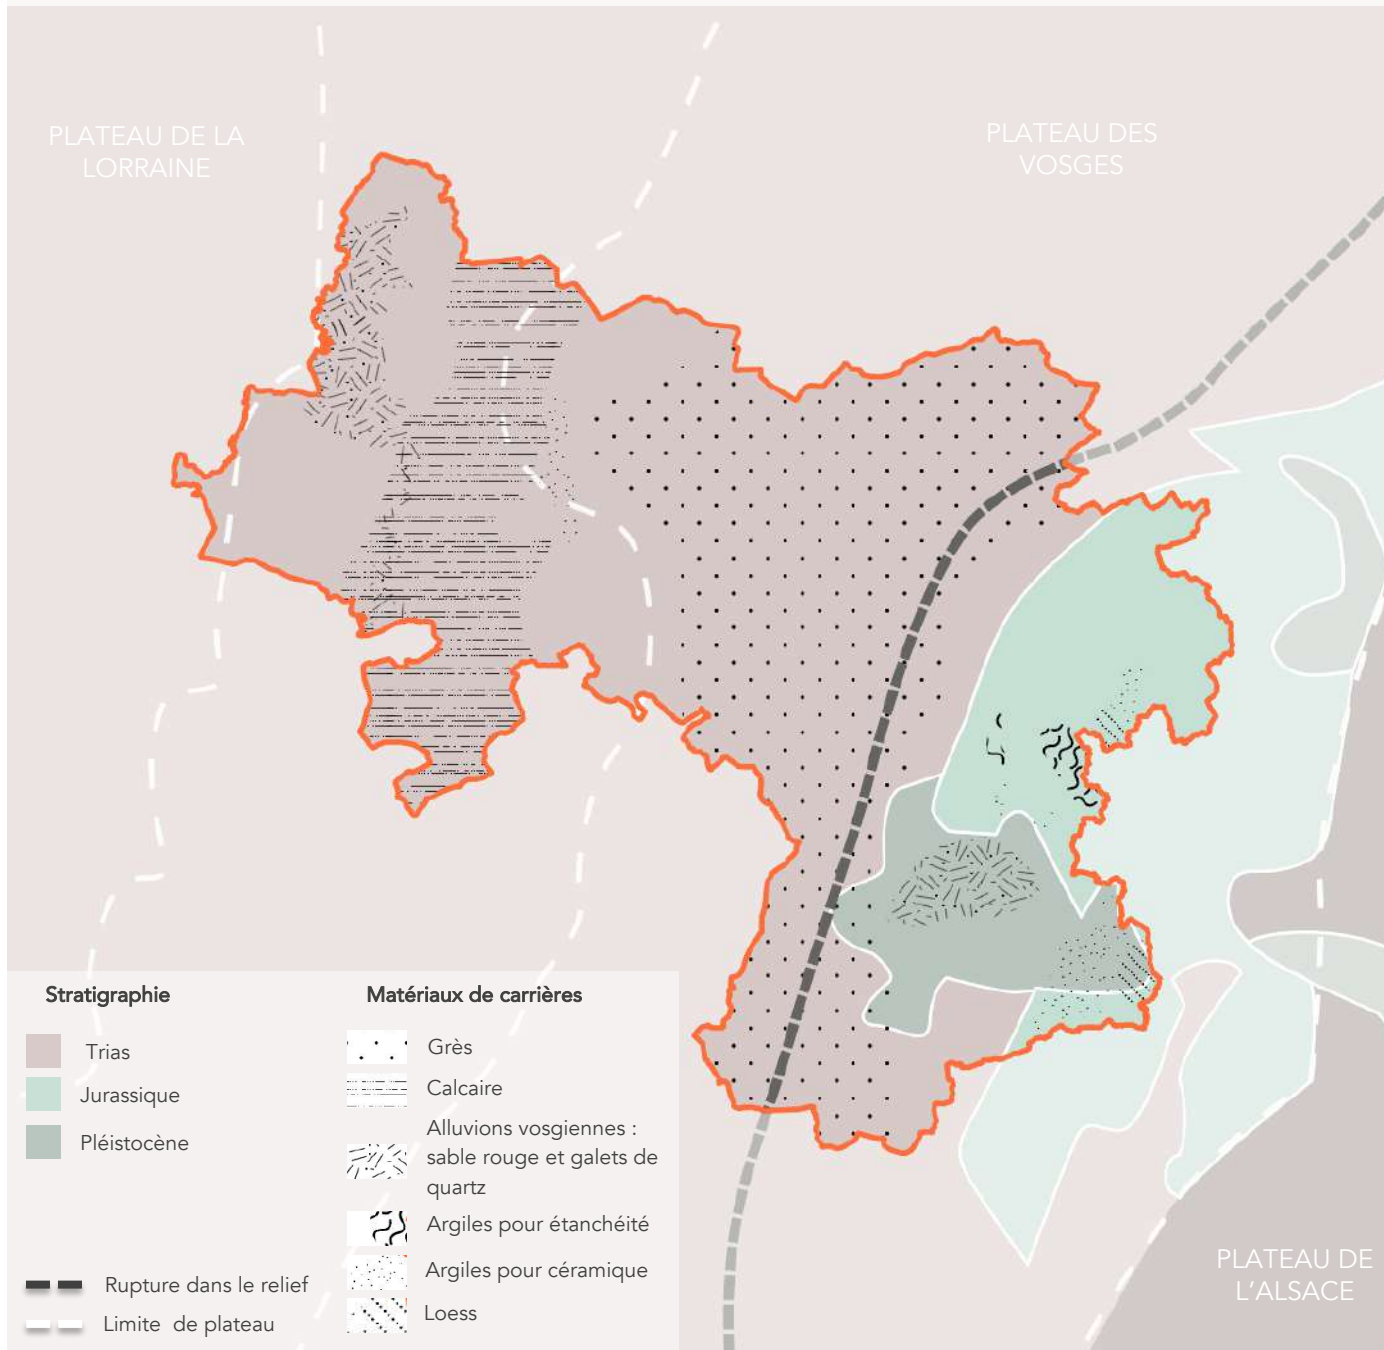 PLATEAU DE LA
LORRAINE
PLATEAU DES
VOSGES
Stratigraphie
Trias
Jurassique
Pléistocène
Rupture dans le relief
Limite de plateau
Matériaux de carrières
Grès
Calcaire
Alluvions vosgiennes :
sable rouge et galets de
quartz
Argiles pour étanchéité
Argiles pour céramique
Loess
PLATEAU DE
L'ALSACE